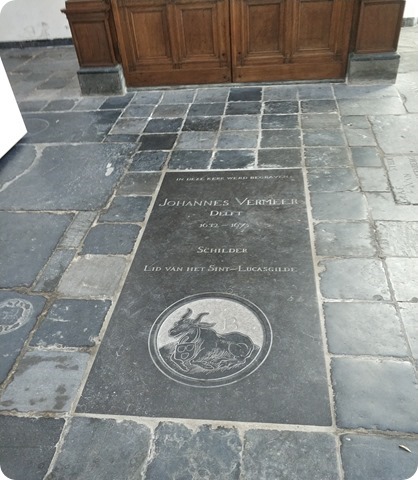 IN DEZE KERK WERD BEGRAVEN
JOHANNES VERMEER
DELFT
1632 – 1675
SCHILDER
LID VAN HET SINT–LUCASGILDE